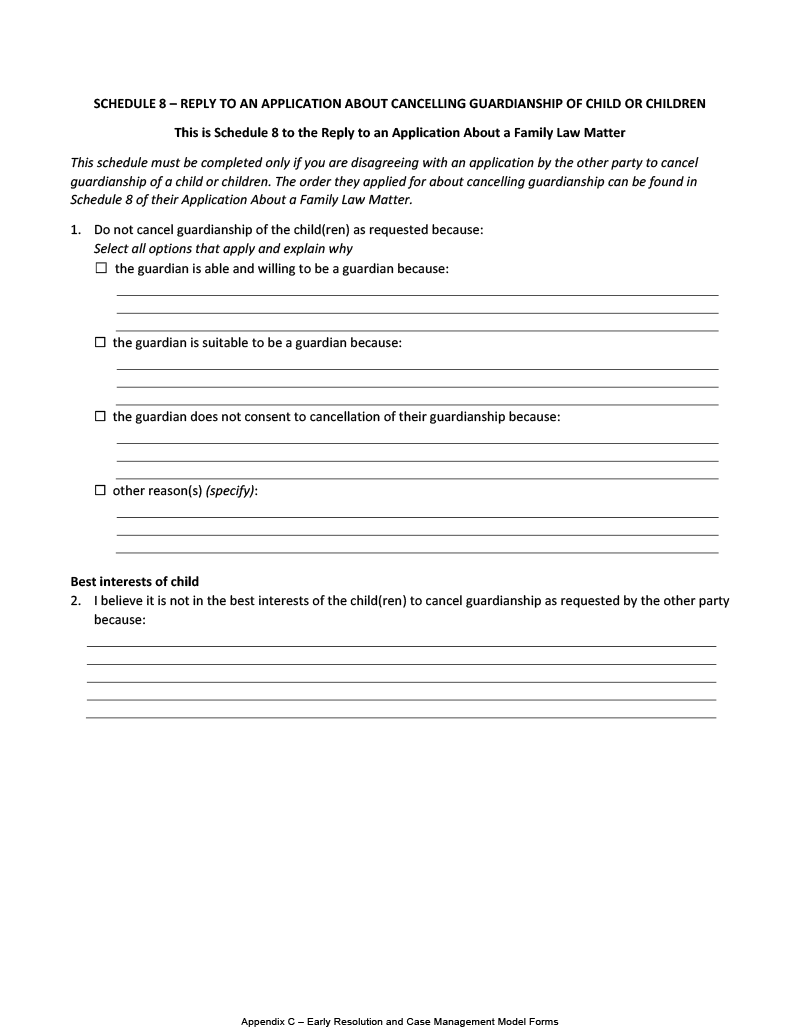 SCHEDULE 8 – REPLY TO AN APPLICATION ABOUT CANCELLING GUARDIANSHIP OF CHILD OR CHILDREN
This is Schedule 8 to the Reply to an Application About a Family Law Matter
This schedule must be completed only if you are disagreeing with an application by the other party to cancel
guardianship of a child or children. The order they applied for about cancelling guardianship can be found in
Schedule 8 of their Application About a Family Law Matter.
1. Do not cancel guardianship of the child(ren) as requested because:
Select all options that apply and explain why
☐ the guardian is able and willing to be a guardian because:
☐ the guardian is suitable to be a guardian because:
☐ the guardian does not consent to cancellation of their guardianship because:
☐ other reason(s) (specify):
Best interests of child
2. I believe it is not in the best interests of the child(ren) to cancel guardianship as requested by the other party
because:
Appendix C – Early Resolution and Case Management Model Forms